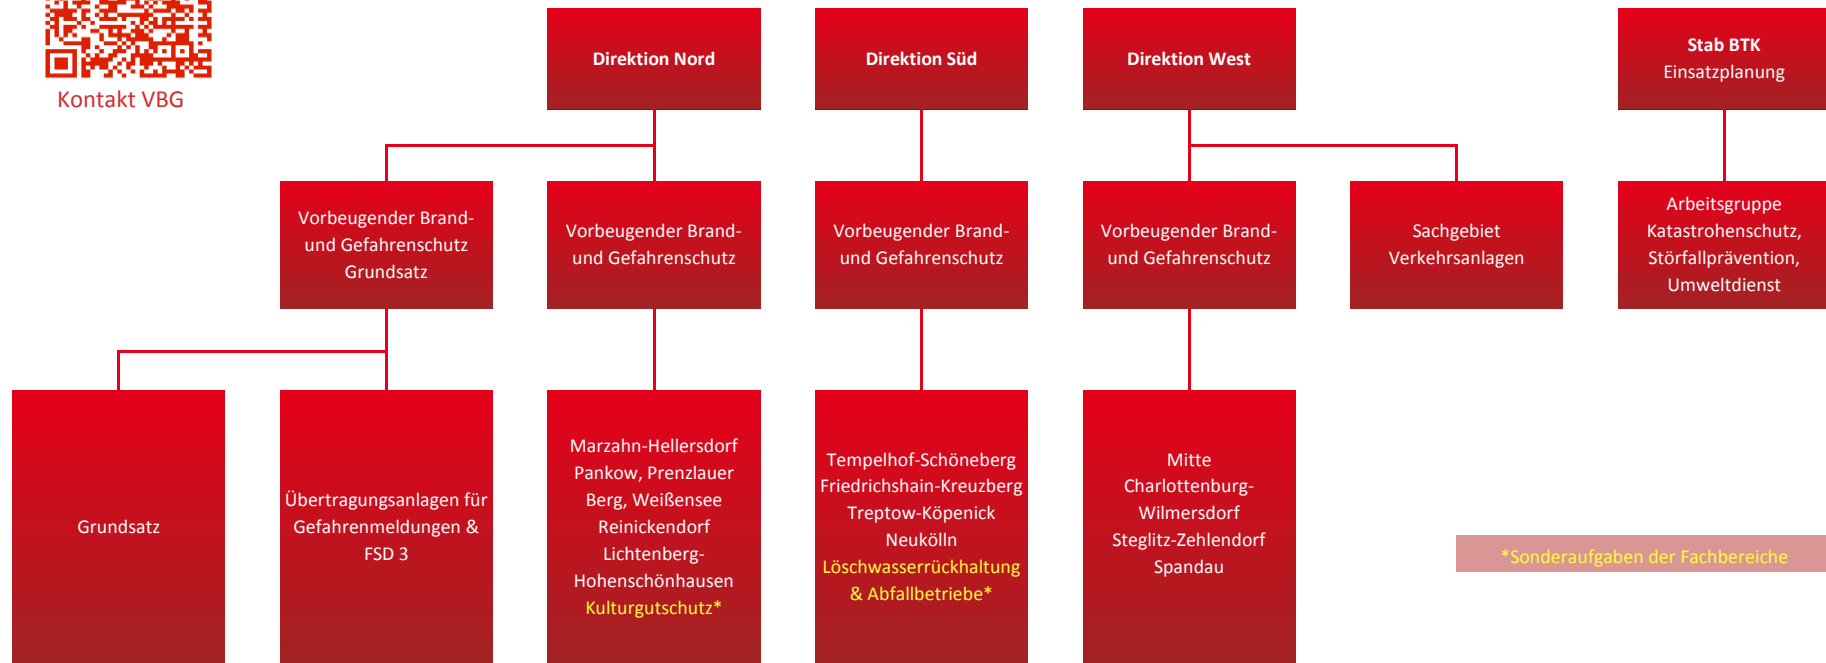 Kontakt VBG
Direktion Nord
Direktion Süd
Direktion West
Stab BTK
Einsatzplanung
Vorbeugender Brand-
und Gefahrenschutz
Grundsatz
Vorbeugender Brand-
und Gefahrenschutz
Vorbeugender Brand-
und Gefahrenschutz
Vorbeugender Brand-
und Gefahrenschutz
Sachgebiet
Verkehrsanlagen
Arbeitsgruppe
Katastrohenschutz,
Störfallprävention,
Umweltdienst
Grundsatz
Übertragungsanlagen für
Gefahrenmeldungen &
FSD 3
Marzahn-Hellersdorf
Pankow, Prenzlauer
Berg, Weißensee
Reinickendorf
Lichtenberg-
Hohenschönhausen
Kulturgutschutz*
Tempelhof-Schöneberg
Friedrichshain-Kreuzberg
Treptow-Köpenick
Neukölln
Löschwasserrückhaltung
& Abfallbetriebe*
Mitte
Charlottenburg-
Wilmersdorf
Steglitz-Zehlendorf
Spandau
*Sonderaufgaben der Fachbereiche